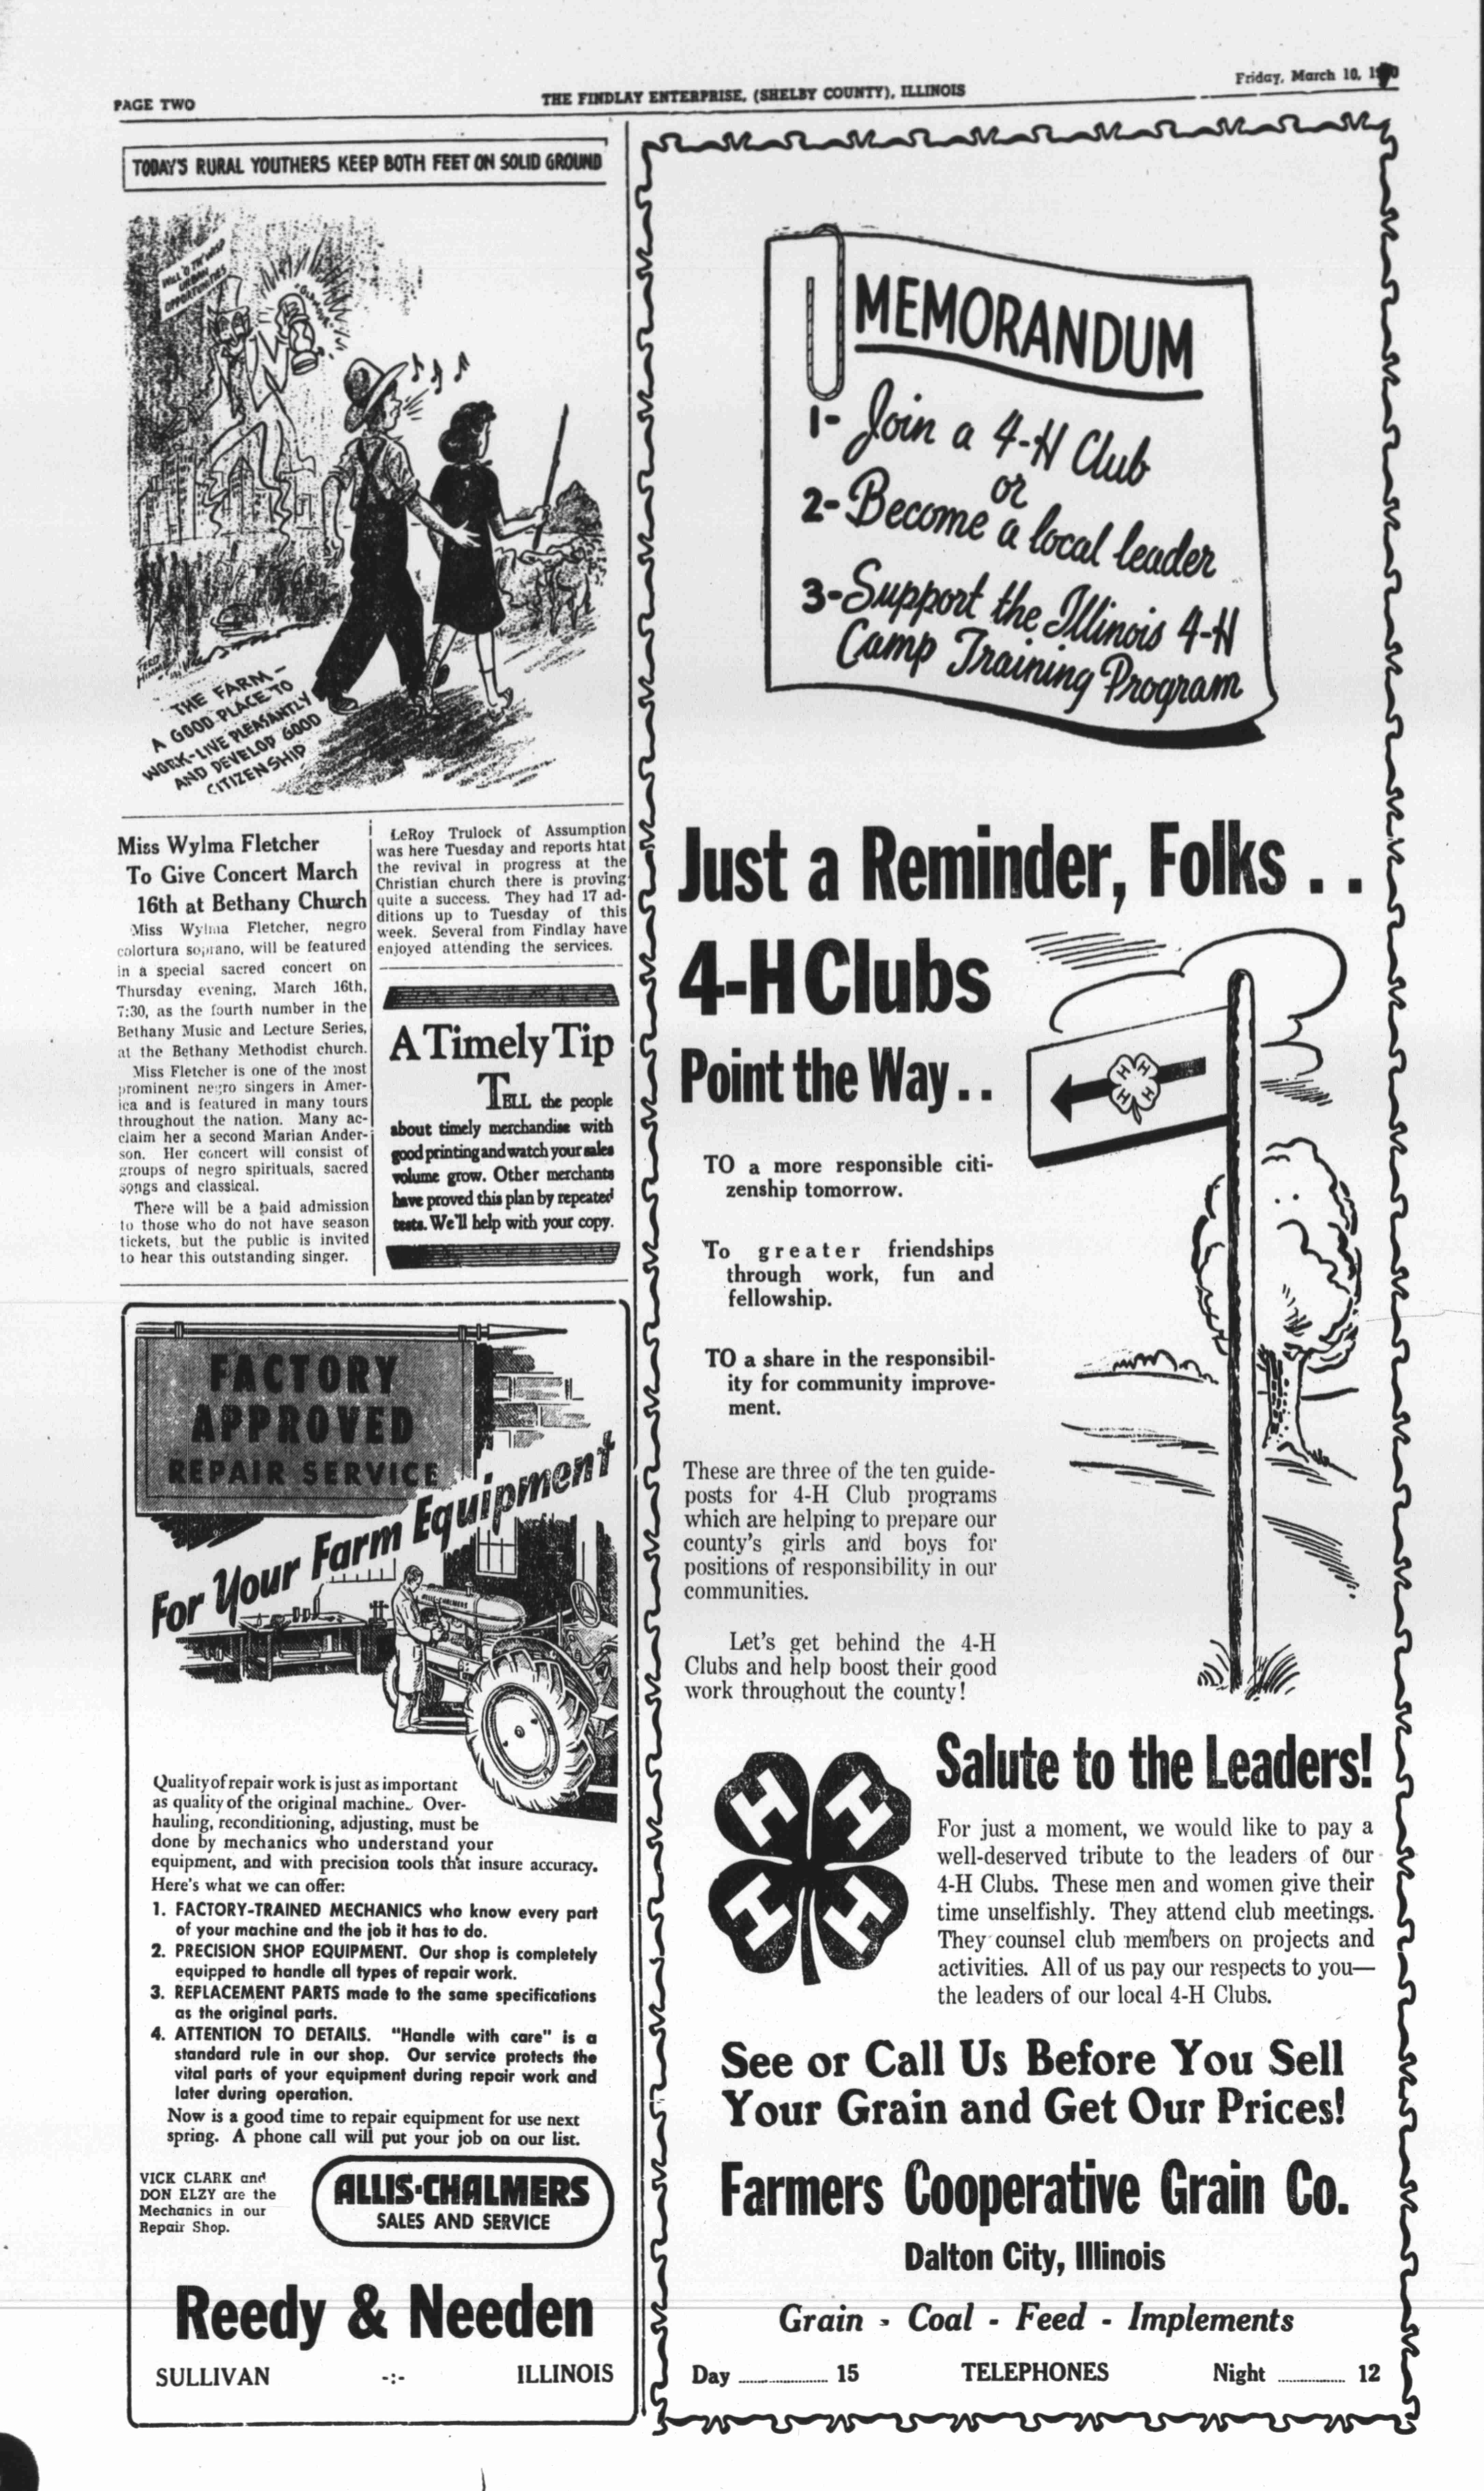 PAGE TWO
THE FINDLAY ENTERPRISE, (SHELBY COUNTY), ILLINOIS
Friday, March 10,
TODAY'S RURAL YOUTHERS KEEP BOTH FEET ON SOLID GROUND
WILL 'O TH' WISP
URBAN
OPPORTUNITIES
THE FARM-
A GOOD PLACE TO
WORK-LIVE PLEASANTLY
AND DEVELOP GOOD
CITIZENSHIP
Miss Wylma Fletcher
To Give Concert March
16th at Bethany Church
Miss Wylma Fletcher, negro
colortura soprano, will be featured
in a special sacred concert on
Thursday evening, March 16th,
7:30, as the fourth number in the
Bethany Music and Lecture Series,
at the Bethany Methodist church.
Miss Fletcher is one of the most
prominent negro singers in Amer-
ica and is featured in many tours
throughout the nation. Many ac-
claim her a second Marian Ander-
son. Her concert will consist of
groups of negro spirituals, sacred
songs and classical.
There will be a paid admission
to those who do not have season
tickets, but the public is invited
to hear this outstanding singer.
LeRoy Trulock of Assumption
was here Tuesday and reports htat
the revival in progress at the
Christian church there is proving
quite a success. They had 17 ad-
ditions up to Tuesday of this
week. Several from Findlay have
enjoyed attending the services.
A Timely Tip
TELL the people
about timely merchandise with
good printing and watch your sales
volume grow. Other merchants
have proved this plan by repeated
tests. We'll help with your copy.
FACTORY
APPROVED
REPAIR SERVICE
For Your Farm Equipment
ALLIS-CHALMERS
Quality of repair work is just as important
as quality of the original machine. Over-
hauling, reconditioning, adjusting, must be
done by mechanics who understand your
equipment, and with precision tools that insure accuracy.
Here's what we can offer:
1. FACTORY-TRAINED MECHANICS who know every part
of your machine and the job it has to do.
2. PRECISION SHOP EQUIPMENT. Our shop is completely
equipped to handle all types of repair work.
3. REPLACEMENT PARTS made to the same specifications
as the original parts.
4. ATTENTION TO DETAILS. "Handle with care" is a
standard rule in our shop. Our service protects the
vital parts of your equipment during repair work and
later during operation.
Now is a good time to repair equipment for use next
spring. A phone call will put your job on our list.
VICK CLARK and
DON ELZY are the
Mechanics in our
Repair Shop.
ALLIS-CHALMERS
SALES AND SERVICE
Reedy & Needen
SULLIVAN -:- ILLINOIS
MEMORANDUM
1- Join a 4-H Club
or
2- Become a local leader
3- Support the Illinois 4-H
Camp Training Program
Just a Reminder, Folks . .
4-H Clubs
Point the Way . .
H H H H
TO a more responsible citi-
zenship tomorrow.
To greater friendships
through work, fun and
fellowship.
TO a share in the responsibil-
ity for community improve-
ment.
These are three of the ten guide-
posts for 4-H Club programs
which are helping to prepare our
county's girls and boys for
positions of responsibility in our
communities.
Let's get behind the 4-H
Clubs and help boost their good
work throughout the county!
H H
H H
Salute to the Leaders!
For just a moment, we would like to pay a
well-deserved tribute to the leaders of our
4-H Clubs. These men and women give their
time unselfishly. They attend club meetings.
They counsel club members on projects and
activities. All of us pay our respects to you—
the leaders of our local 4-H Clubs.
See or Call Us Before You Sell
Your Grain and Get Our Prices!
Farmers Cooperative Grain Co.
Dalton City, Illinois
Grain - Coal - Feed - Implements
Day .................... 15 TELEPHONES Night ............... 12